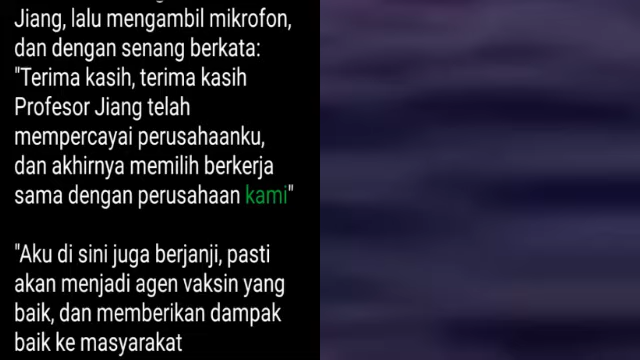 Jiang, lalu mengambil mikrofon,
dan dengan senang berkata:
"Terima kasih, terima kasih
Profesor Jiang telah
mempercayai perusahaanku,
dan akhirnya memilih berkerja
sama dengan perusahaan kami"
"Aku di sini juga berjanji, pasti
akan menjadi agen vaksin yang
baik, dan memberikan dampak
baik ke masyarakat